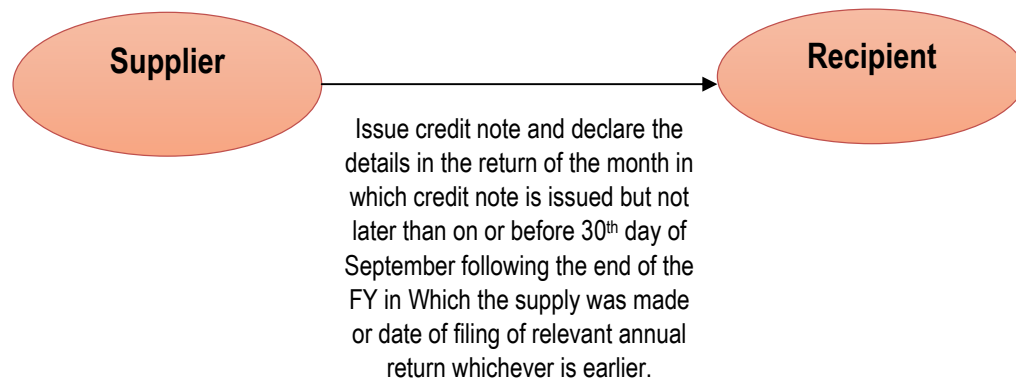 Supplier
Recipient
Issue credit note and declare the
details in the return of the month in
which credit note is issued but not
later than on or before 30th day of
September following the end of the
FY in Which the supply was made
or date of filing of relevant annual
return whichever is earlier.